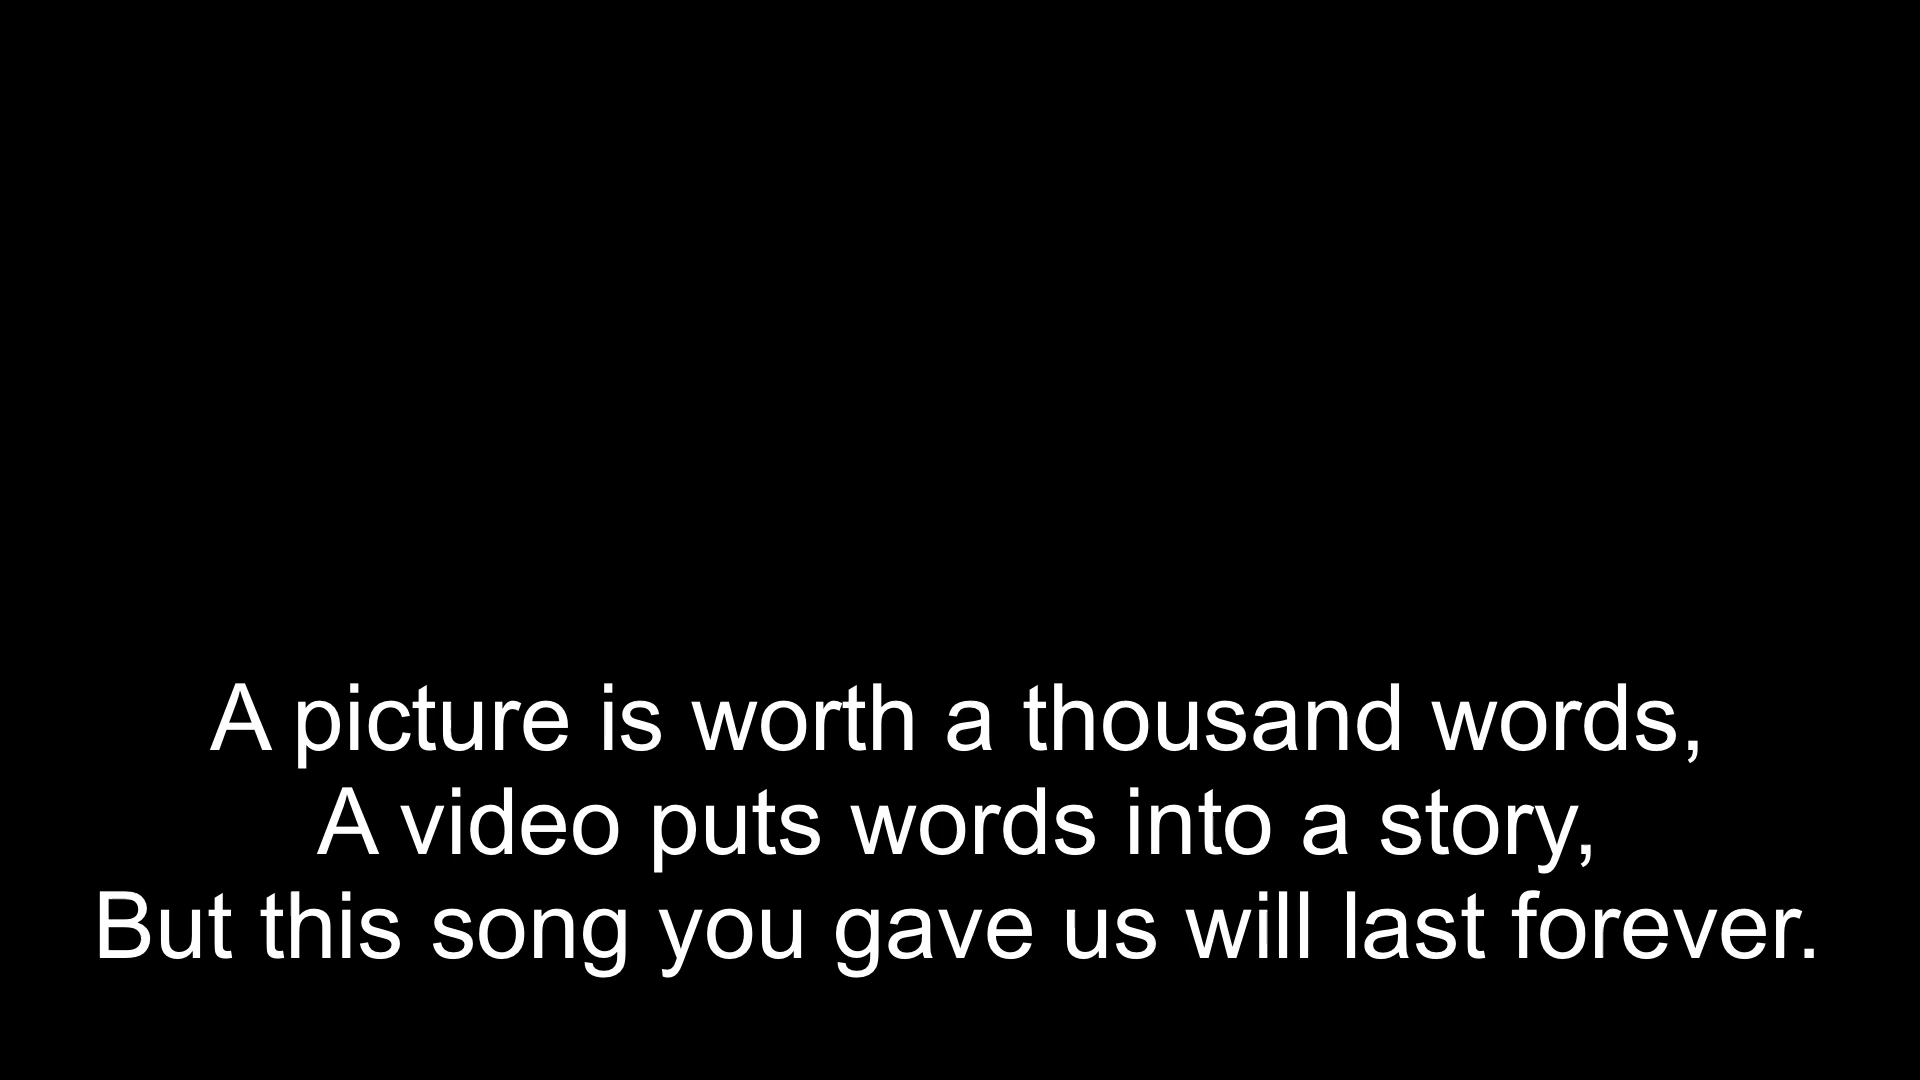 A picture is worth a thousand words,
A video puts words into a story,
But this song you gave us will last forever.